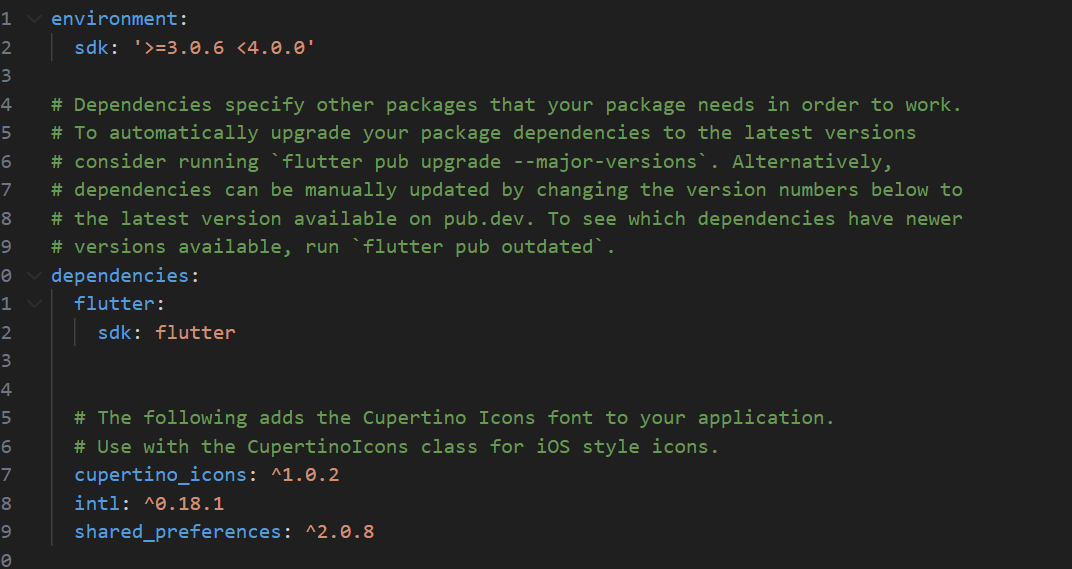 1 environment:
2 sdk: '>=3.0.6 <4.0.0'
3
4 # Dependencies specify other packages that your package needs in order to work.
5 # To automatically upgrade your package dependencies to the latest versions
6 # consider running `flutter pub upgrade --major-versions`. Alternatively,
7 # dependencies can be manually updated by changing the version numbers below to
8 # the latest version available on pub.dev. To see which dependencies have newer
9 # versions available, run `flutter pub outdated`.
0 dependencies:
1 flutter:
2 sdk: flutter
3
4
5 # The following adds the Cupertino Icons font to your application.
6 # Use with the CupertinoIcons class for iOS style icons.
7 cupertino_icons: ^1.0.2
8 intl: ^0.18.1
9 shared_preferences: ^2.0.8
0